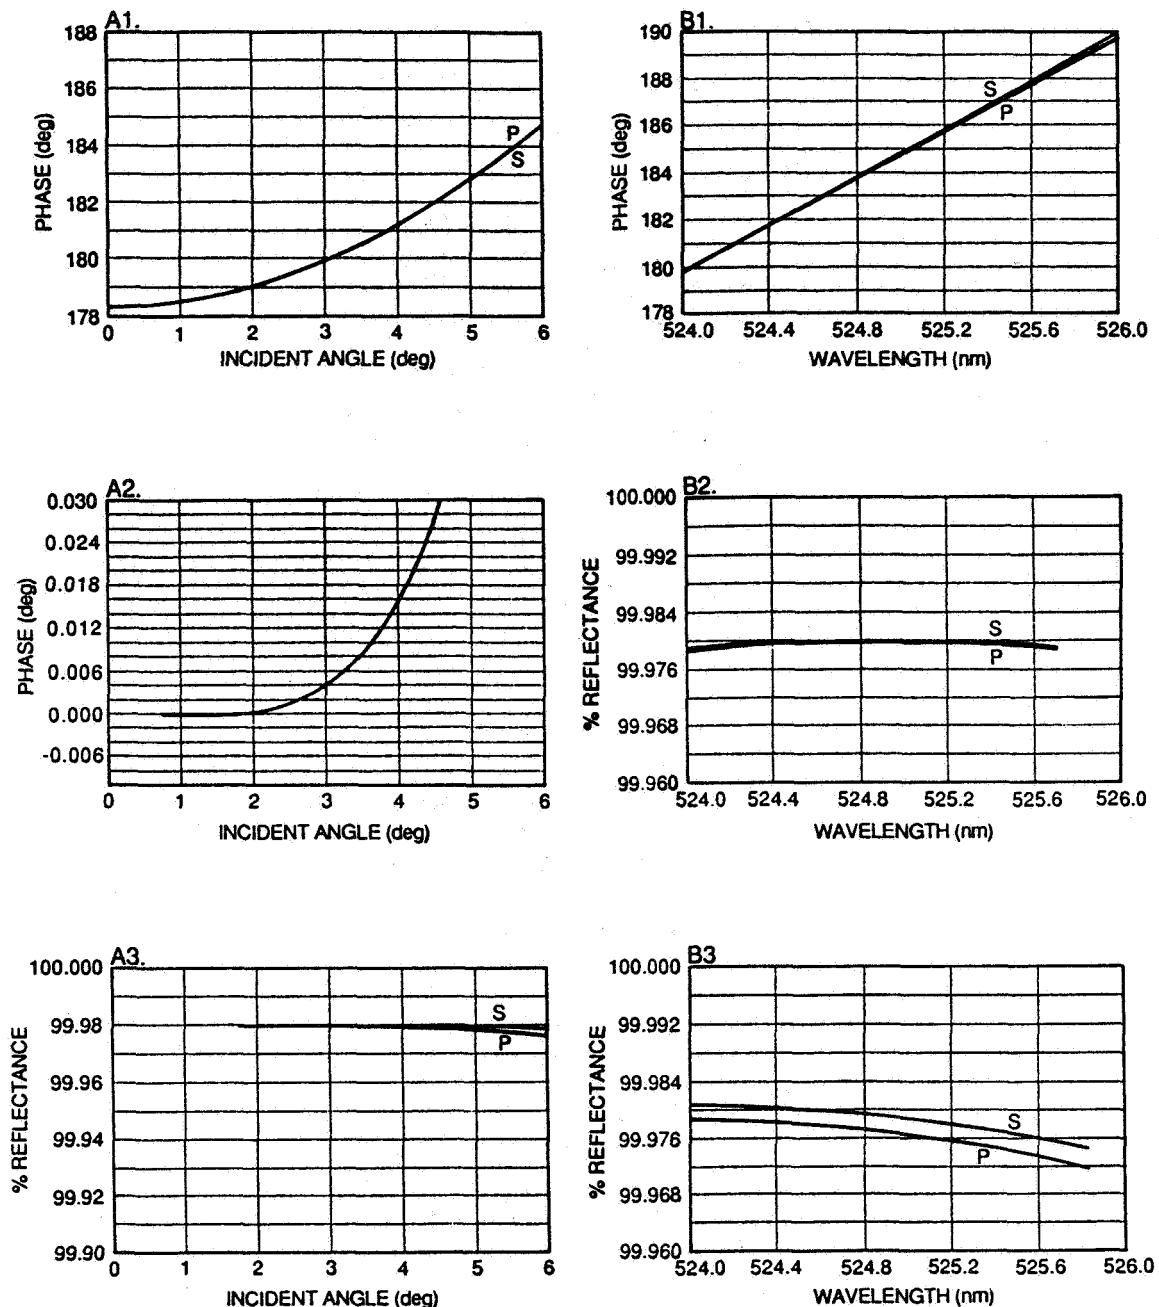 A1.
188
186
184
182
180
178
PHASE (deg)
P
S
0 1 2 3 4 5 6
INCIDENT ANGLE (deg)
B1.
190
188
186
184
182
180
178
PHASE (deg)
S
P
524.0 524.4 524.8 525.2 525.6 526.0
WAVELENGTH (nm)
A2.
0.030
0.024
0.018
0.012
0.006
0.000
-0.006
PHASE (deg)
0 1 2 3 4 5 6
INCIDENT ANGLE (deg)
B2.
100.000
99.992
99.984
99.976
99.968
99.960
% REFLECTANCE
S
P
524.0 524.4 524.8 525.2 525.6 526.0
WAVELENGTH (nm)
A3.
100.000
99.98
99.96
99.94
99.92
99.90
% REFLECTANCE
S
P
0 1 2 3 4 5 6
INCIDENT ANGLE (deg)
B3
100.000
99.992
99.984
99.976
99.968
99.960
% REFLECTANCE
S
P
524.0 524.4 524.8 525.2 525.6 526.0
WAVELENGTH (nm)